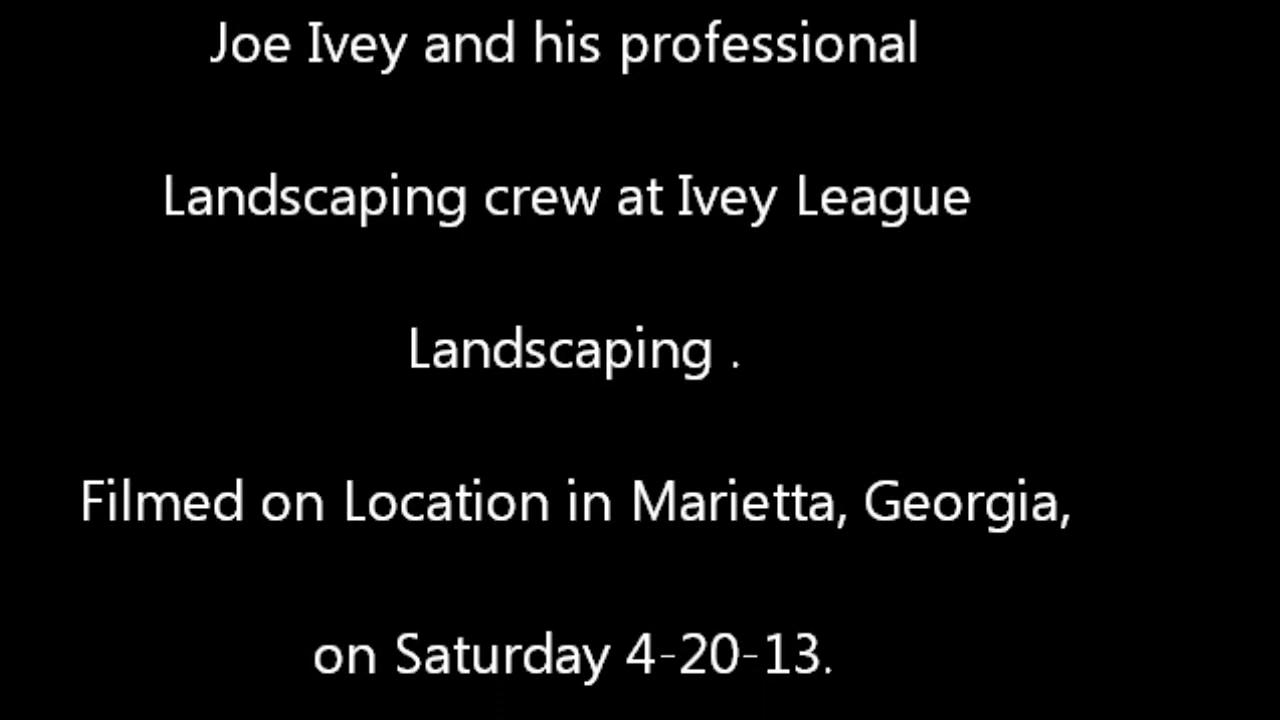 Joe Ivey and his professional
Landscaping crew at Ivey League
Landscaping .
Filmed on Location in Marietta, Georgia,
on Saturday 4-20-13.